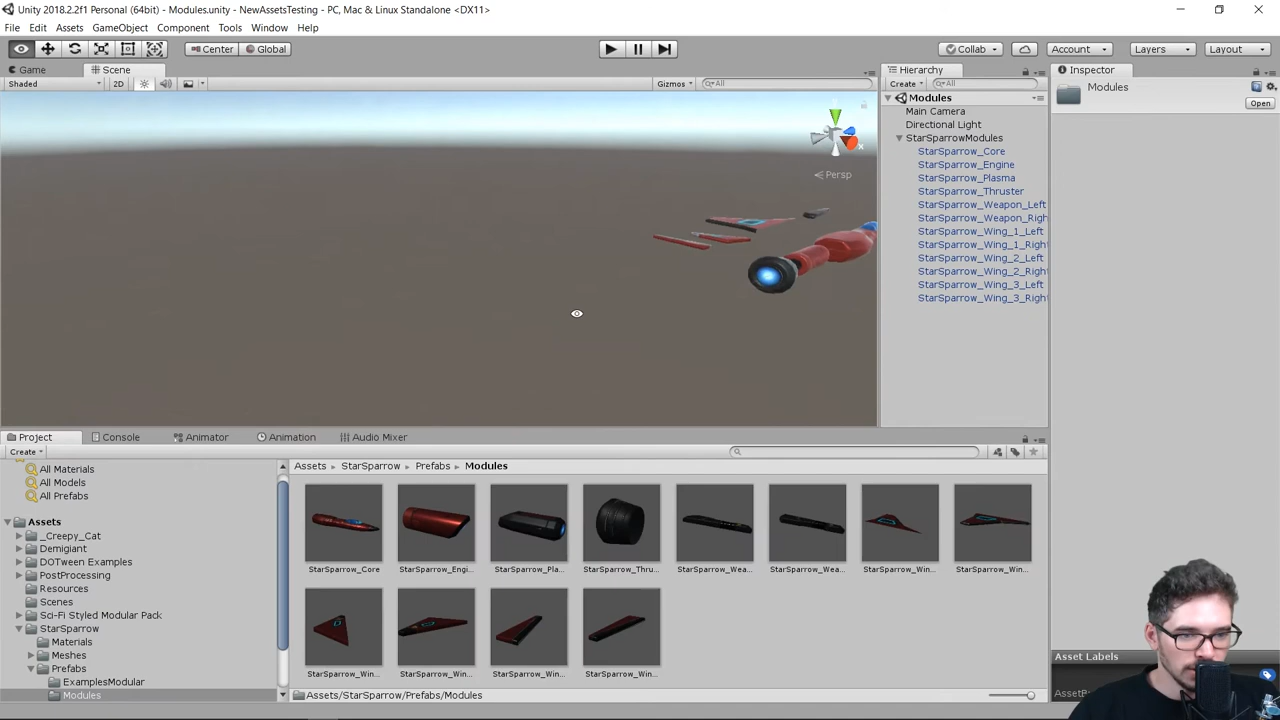 Unity 2018.2.2f1 Personal (64bit) - Modules.unity - NewAssetsTesting - PC, Mac & Linux Standalone <DX11>
File Edit Assets GameObject Component Tools Window Help
Center Global Collab Account Layers Layout
Game Scene Hierarchy Inspector
Shaded 2D Gizmos All Create All Modules
Open
Modules
Main Camera
Directional Light
StarSparrowModules
StarSparrow_Core
StarSparrow_Engine
StarSparrow_Plasma
StarSparrow_Thruster
StarSparrow_Weapon_Left
StarSparrow_Weapon_Righ
StarSparrow_Wing_1_Left
StarSparrow_Wing_1_Right
StarSparrow_Wing_2_Left
StarSparrow_Wing_2_Right
StarSparrow_Wing_3_Left
StarSparrow_Wing_3_Right
x
Persp
Project Console Animator Animation Audio Mixer
Create
All Materials
All Models
All Prefabs
Assets
_Creepy_Cat
Demigiant
DOTween Examples
PostProcessing
Resources
Scenes
Sci-Fi Styled Modular Pack
StarSparrow
Materials
Meshes
Prefabs
ExamplesModular
Modules
Assets StarSparrow Prefabs Modules
StarSparrow_Core StarSparrow_Engi... StarSparrow_Pla... StarSparrow_Thru... StarSparrow_Wea... StarSparrow_Wea... StarSparrow_Win... StarSparrow_Win...
StarSparrow_Win... StarSparrow_Win... StarSparrow_Win... StarSparrow_Win...
Assets/StarSparrow/Prefabs/Modules
Asset Labels